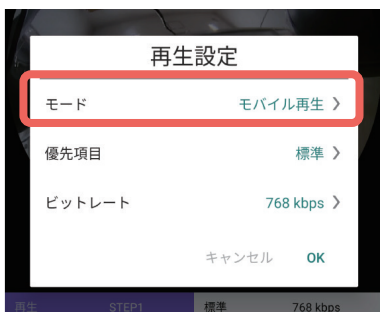 再生設定
モード モバイル再生 〉
優先項目 標準 〉
ビットレート 768 kbps 〉
キャンセル OK
再生 STEP1 標準 768 kbps